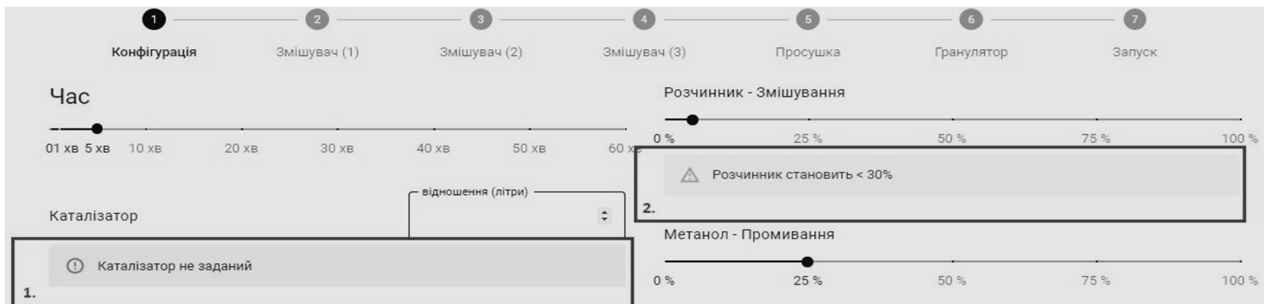 1 2 3 4 5 6 7
Конфігурація Змішувач (1) Змішувач (2) Змішувач (3) Просушка Гранулятор Запуск
Час
01 хв 5 хв 10 хв 20 хв 30 хв 40 хв 50 хв 60 хв
відношення (літри)
Каталізатор
Каталізатор не заданий
1.
Розчинник - Змішування
0 % 25 % 50 % 75 % 100 %
Розчинник становить < 30%
2.
Метанол - Промивання
0 % 25 % 50 % 75 % 100 %